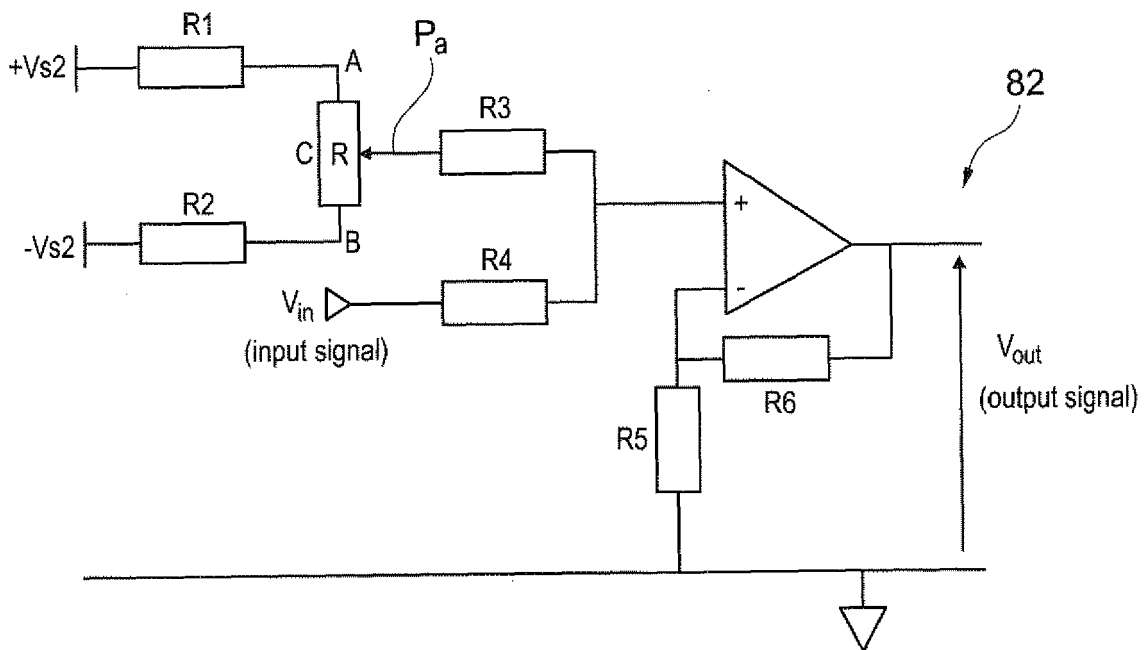 R1
+Vs2
A
Pa
82
R3
C
R
+
R2
-Vs2
B
R4
-
Vin
(input signal)
Vout
(output signal)
R6
R5